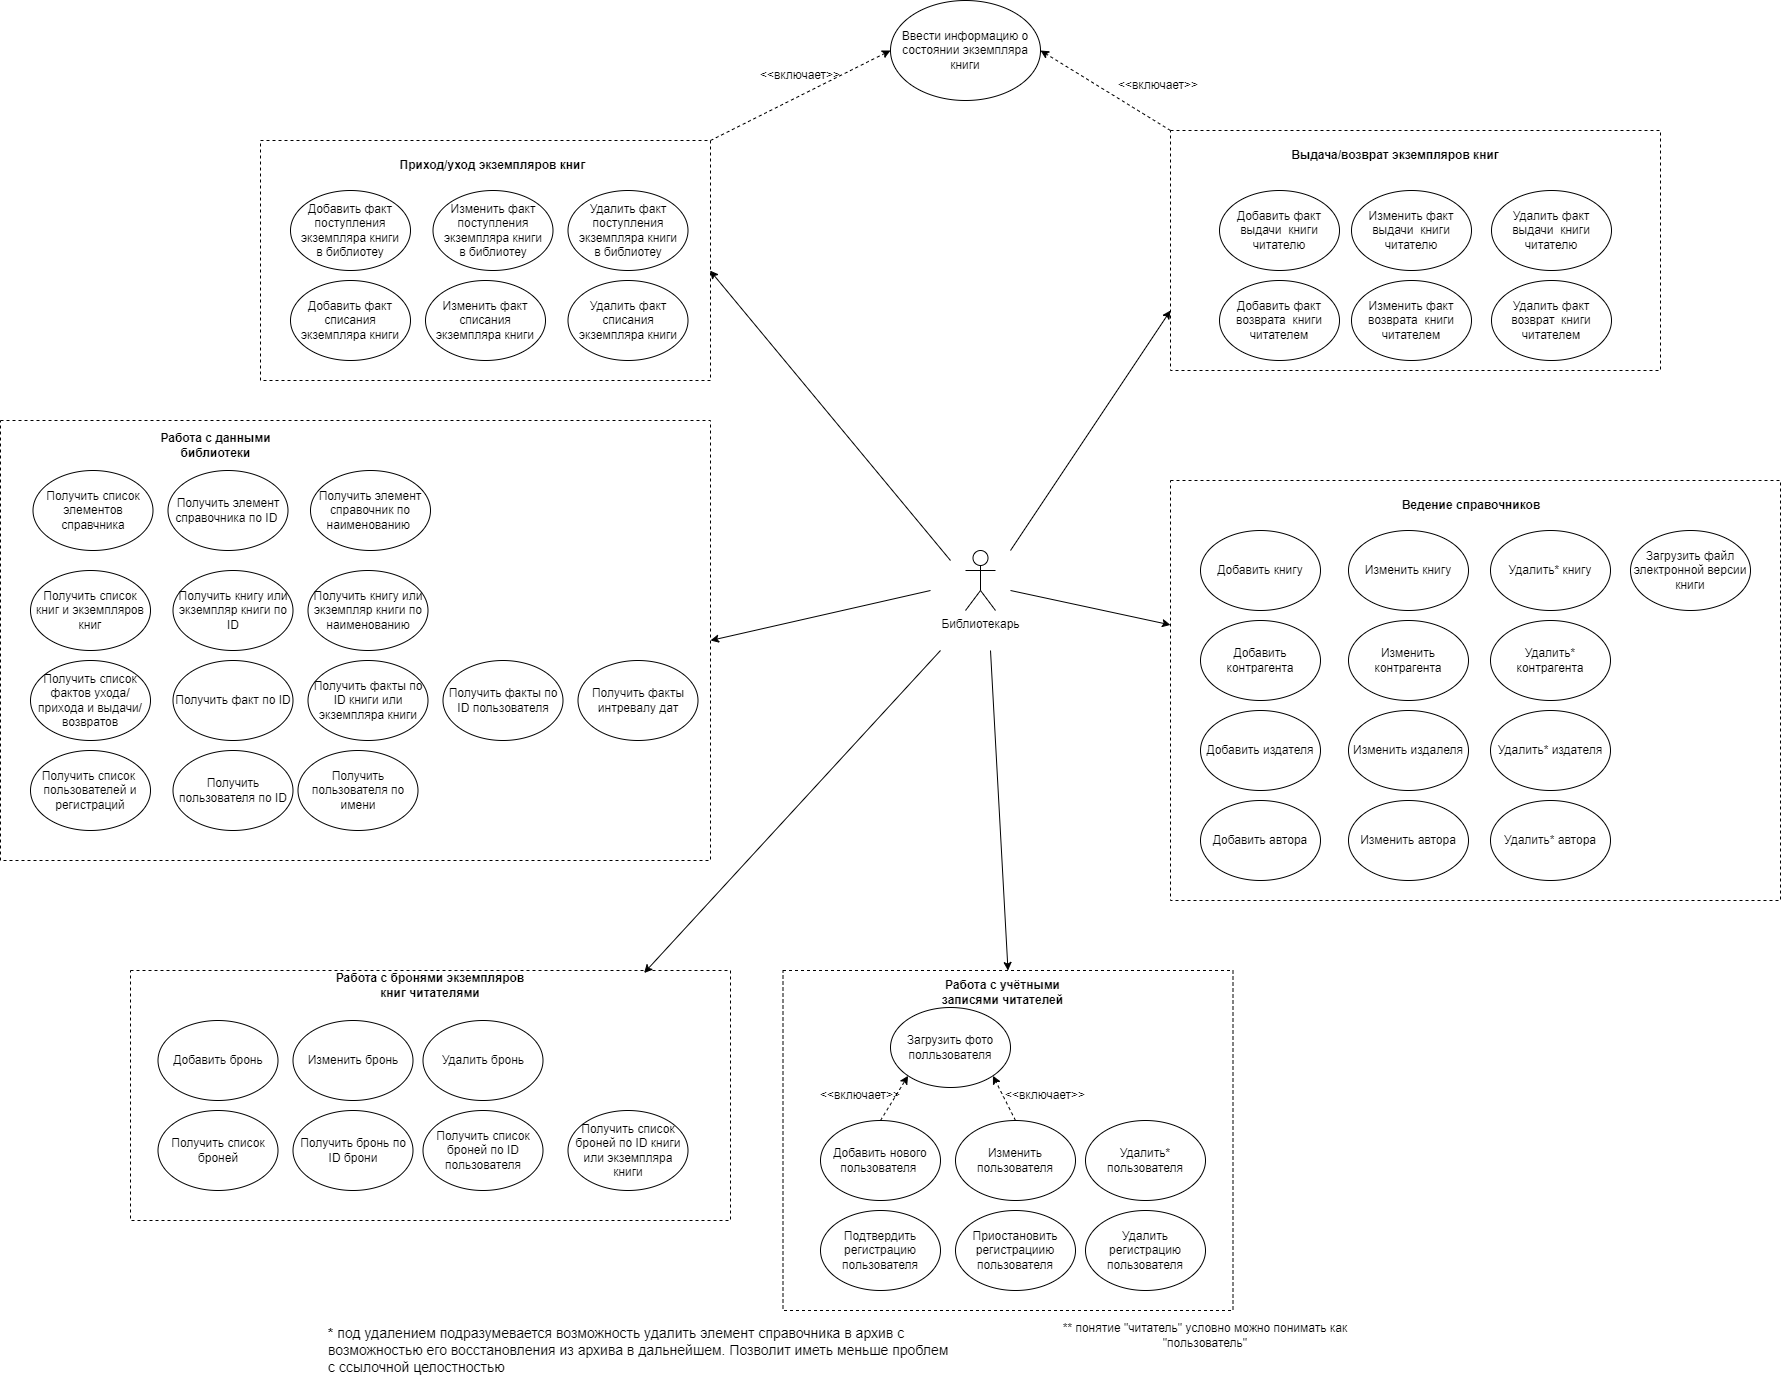 Ввести информацию о
состоянии экземпляра
книги
<<включает>>
<<включает>>
Приход/уход экземпляров книг
Добавить факт
поступления
экземпляра книги
в библиотеу
Изменить факт
поступления
экземпляра книги
в библиотеу
Удалить факт
поступления
экземпляра книги
в библиотеу
Добавить факт
списания
экземпляра книги
Изменить факт
списания
экземпляра книги
Удалить факт
списания
экземпляра книги
Выдача/возврат экземпляров книг
Добавить факт
выдачи книги
читателю
Изменить факт
выдачи книги
читателю
Удалить факт
выдачи книги
читателю
Добавить факт
возврата книги
читателем
Изменить факт
возврата книги
читателем
Удалить факт
возврат книги
читателем
Работа с данными
библиотеки
Получить список
элементов
справчника
Получить элемент
справочника по ID
Получить элемент
справочник по
наименованию
Получить список
книг и экземпляров
книг
Получить книгу или
экземпляр книги по
ID
Получить книгу или
экземпляр книги по
наименованию
Получить список
фактов ухода/
прихода и выдачи/
возвратов
Получить факт по ID
Получить факты по
ID книги или
экземпляра книги
Получить факты по
ID пользователя
Получить факты
интревалу дат
Получить список
пользователей и
регистраций
Получить
пользователя по ID
Получить
пользователя по
имени
Библиотекарь
Ведение справочников
Добавить книгу
Изменить книгу
Удалить* книгу
Загрузить файл
электронной версии
книги
Добавить
контрагента
Изменить
контрагента
Удалить*
контрагента
Добавить издателя
Изменить издалеля
Удалить* издателя
Добавить автора
Изменить автора
Удалить* автора
Работа с бронями экземпляров
книг читателями
Добавить бронь
Изменить бронь
Удалить бронь
Получить список
броней
Получить бронь по
ID брони
Получить список
броней по ID
пользователя
Получить список
броней по ID книги
или экземпляра
книги
Работа с учётными
записями читателей
Загрузить фото
полльзователя
<<включает>>
<<включает>>
Добавить нового
пользователя
Изменить
пользователя
Удалить*
пользователя
Подтвердить
регистрацию
пользователя
Приостановить
регистрациию
пользователя
Удалить
регистрацию
пользователя
* под удалением подразумевается возможность удалить элемент справочника в архив с
возможностью его восстановления из архива в дальнейшем. Позволит иметь меньше проблем
с ссылочной целостностью
** понятие "читатель" условно можно понимать как
"пользователь"